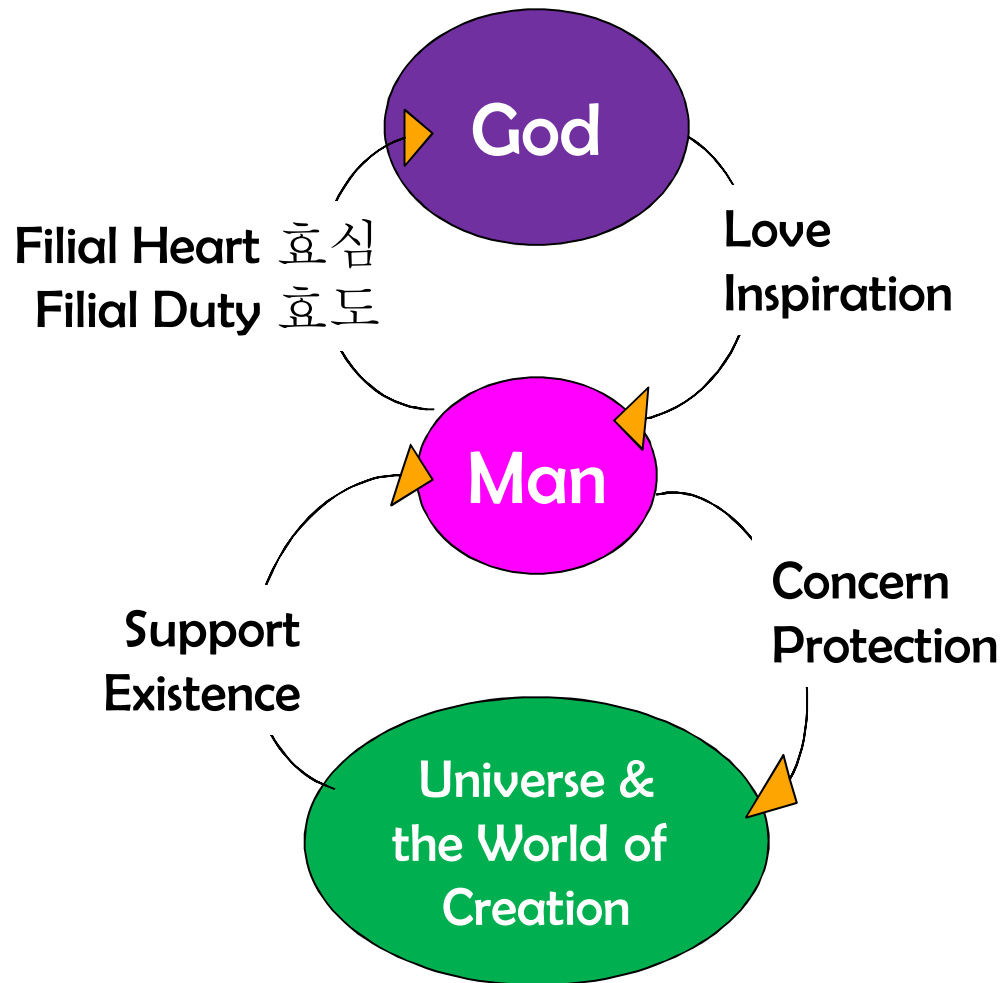 God
Filial Heart 효심
Filial Duty 효도
Love
Inspiration
Man
Support
Existence
Concern
Protection
Universe &
the World of
Creation